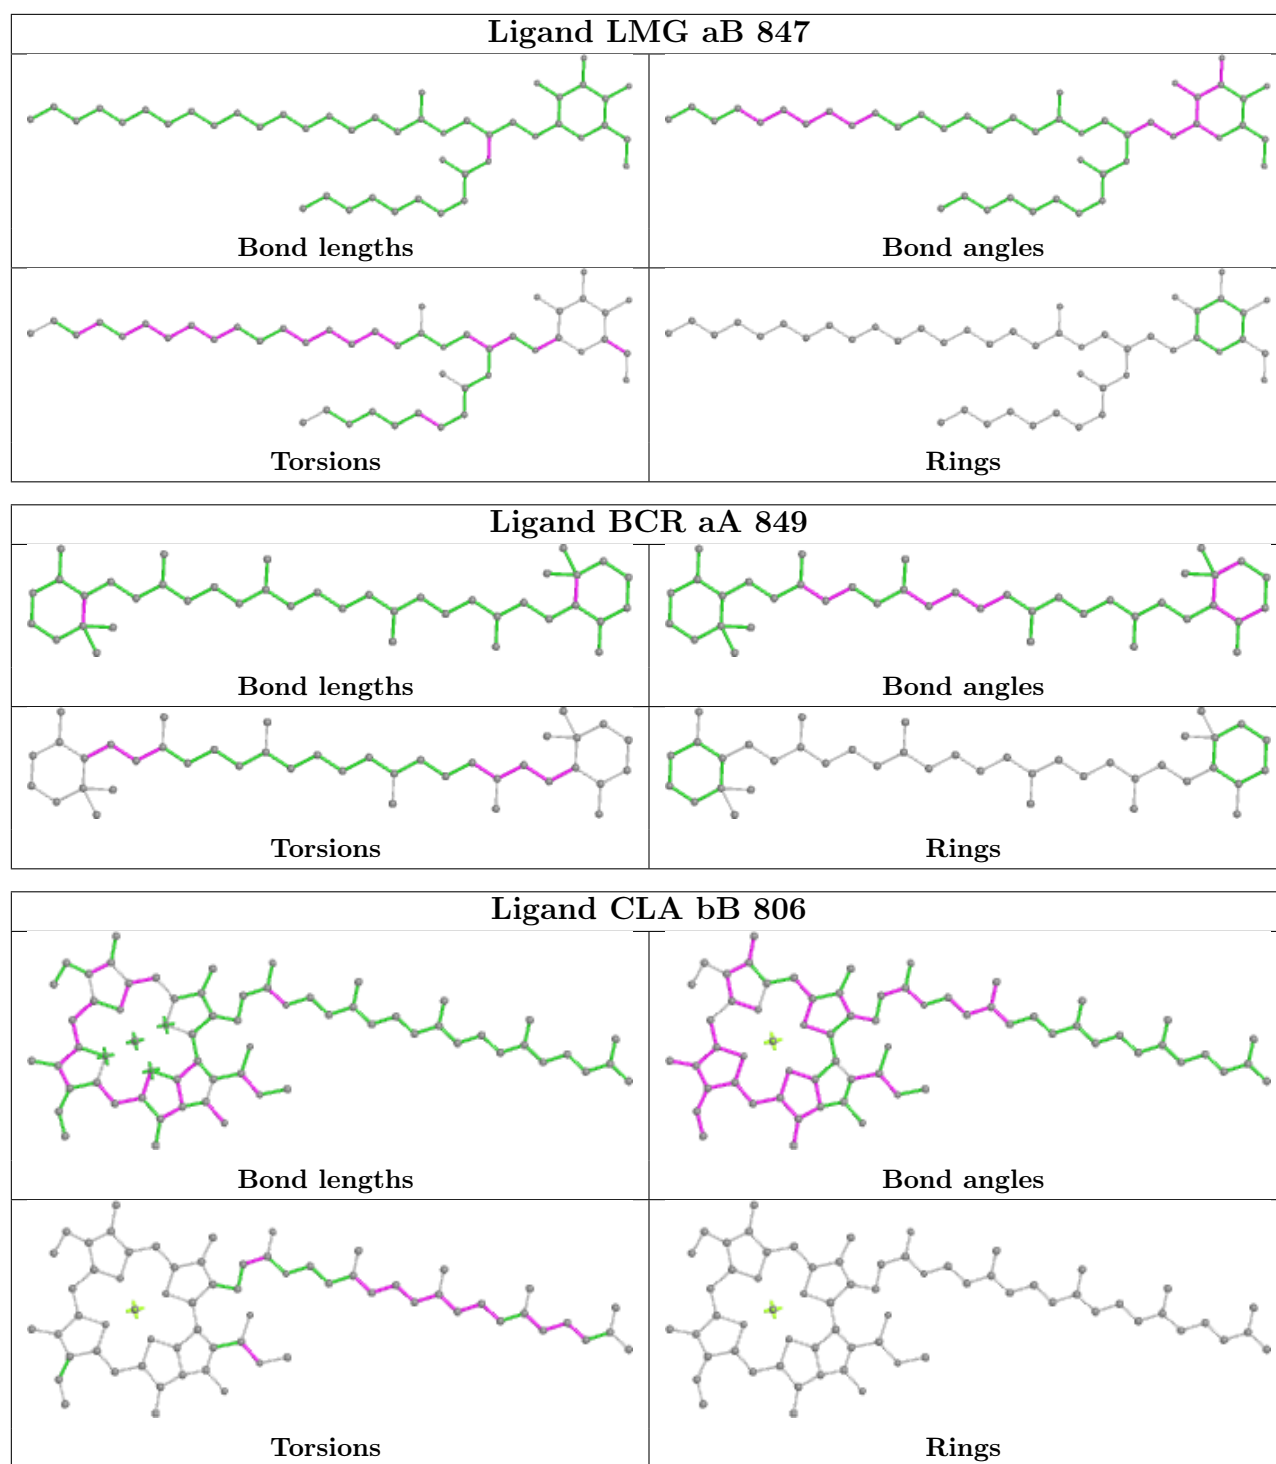 Ligand LMG aB 847
Bond lengths
Bond angles
Torsions
Rings
Ligand BCR aA 849
Bond lengths
Bond angles
Torsions
Rings
Ligand CLA bB 806
Bond lengths
Bond angles
Torsions
Rings